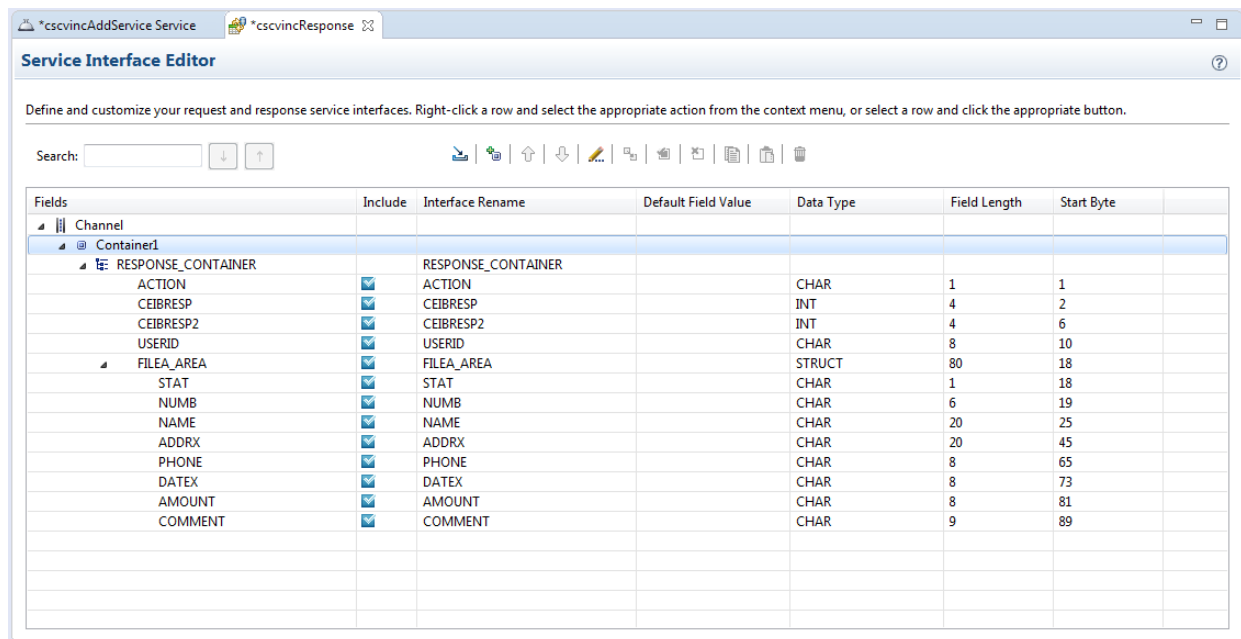 *cscvincAddService Service *cscvincResponse
Service Interface Editor
Define and customize your request and response service interfaces. Right-click a row and select the appropriate action from the context menu, or select a row and click the appropriate button.
Search:
Fields Include Interface Rename Default Field Value Data Type Field Length Start Byte
Channel
Container1
RESPONSE_CONTAINER RESPONSE_CONTAINER
ACTION ACTION CHAR 1 1
CEIBRESP CEIBRESP INT 4 2
CEIBRESP2 CEIBRESP2 INT 4 6
USERID USERID CHAR 8 10
FILEA_AREA FILEA_AREA STRUCT 80 18
STAT STAT CHAR 1 18
NUMB NUMB CHAR 6 19
NAME NAME CHAR 20 25
ADDRX ADDRX CHAR 20 45
PHONE PHONE CHAR 8 65
DATEX DATEX CHAR 8 73
AMOUNT AMOUNT CHAR 8 81
COMMENT COMMENT CHAR 9 89